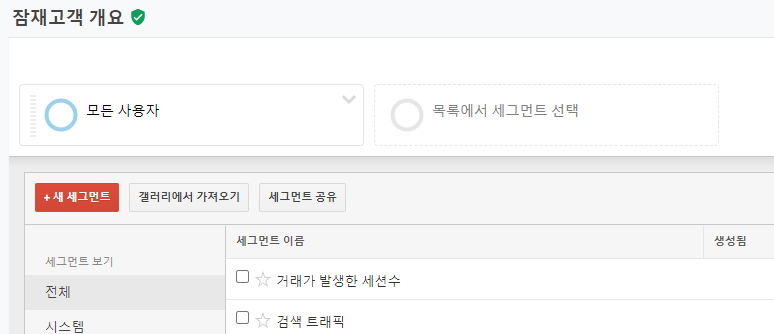 잠재고객 개요
모든 사용자
목록에서 세그먼트 선택
+ 새 세그먼트 갤러리에서 가져오기 세그먼트 공유
세그먼트 이름 생성됨
세그먼트 보기
전체
거래가 발생한 세션수
시스템
검색 트래픽